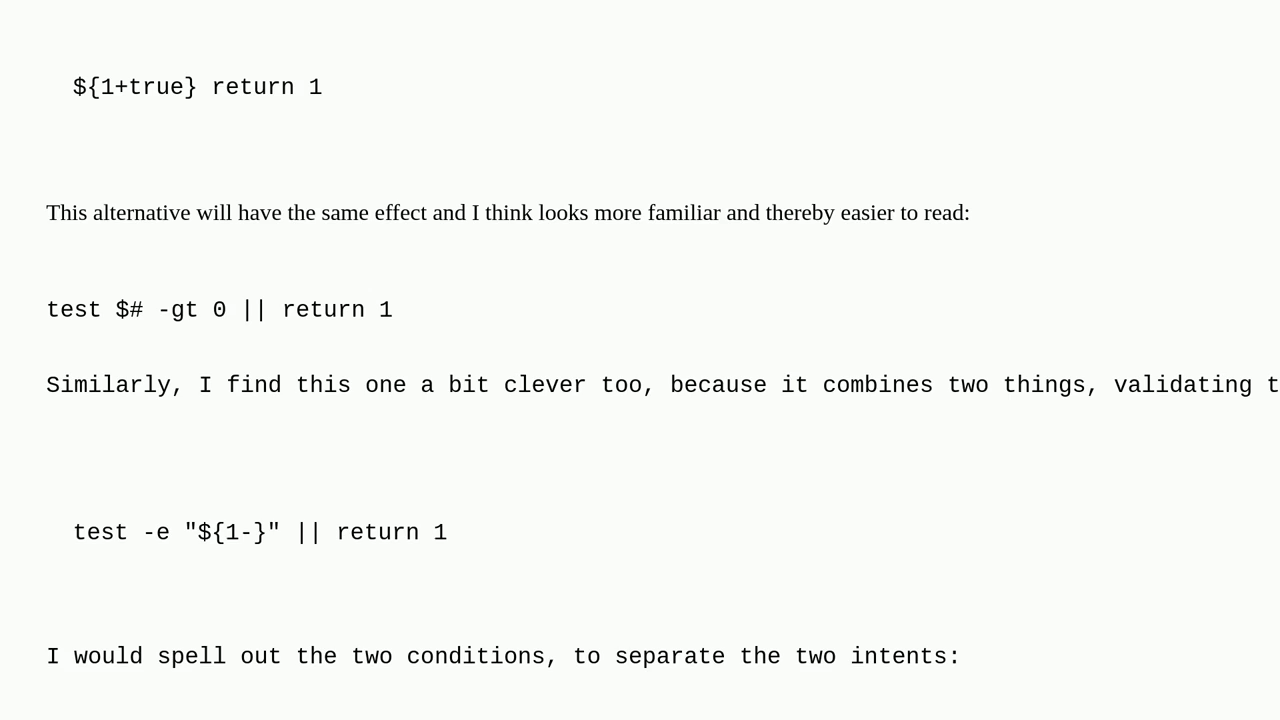 ${1+true} return 1
This alternative will have the same effect and I think looks more familiar and thereby easier to read:
test $# -gt 0 || return 1
Similarly, I find this one a bit clever too, because it combines two things, validating
test -e "${1-}" || return 1
I would spell out the two conditions, to separate the two intents: